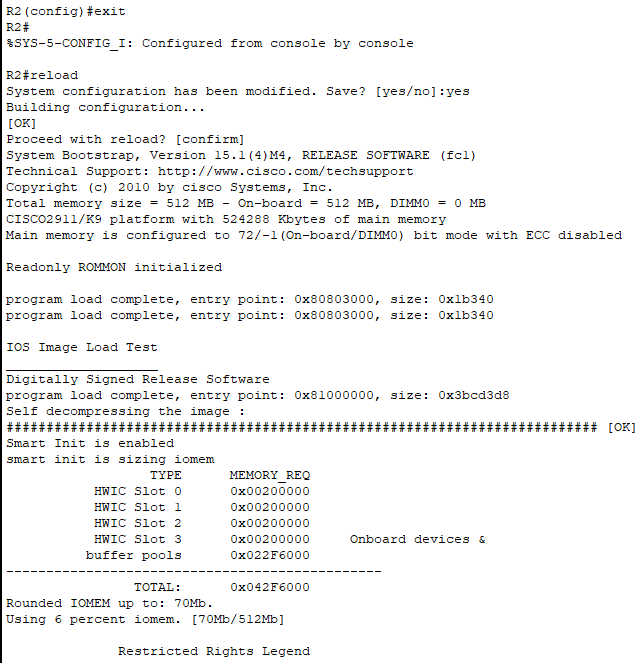 R2(config)#exit
R2#
%SYS-5-CONFIG_I: Configured from console by console
R2#reload
System configuration has been modified. Save? [yes/no]:yes
Building configuration...
[OK]
Proceed with reload? [confirm]
System Bootstrap, Version 15.1(4)M4, RELEASE SOFTWARE (fc1)
Technical Support: http://www.cisco.com/techsupport
Copyright (c) 2010 by cisco Systems, Inc.
Total memory size = 512 MB - On-board = 512 MB, DIMM0 = 0 MB
CISCO2911/K9 platform with 524288 Kbytes of main memory
Main memory is configured to 72/-1(On-board/DIMM0) bit mode with ECC disabled
Readonly ROMMON initialized
program load complete, entry point: 0x80803000, size: 0x1b340
program load complete, entry point: 0x80803000, size: 0x1b340
IOS Image Load Test
___________________
Digitally Signed Release Software
program load complete, entry point: 0x81000000, size: 0x3bcd3d8
Self decompressing the image :
########################################################################## [OK]
Smart Init is enabled
smart init is sizing iomem
TYPE MEMORY_REQ
HWIC Slot 0 0x00200000
HWIC Slot 1 0x00200000
HWIC Slot 2 0x00200000
HWIC Slot 3 0x00200000 Onboard devices &
buffer pools 0x022F6000
-----------------------------------------------
TOTAL: 0x042F6000
Rounded IOMEM up to: 70Mb.
Using 6 percent iomem. [70Mb/512Mb]
Restricted Rights Legend